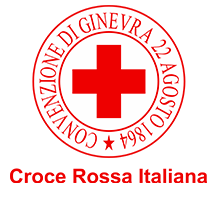 CONVENZIONE DI GINEVRA 22 AGOSTO 1864
Croce Rossa Italiana